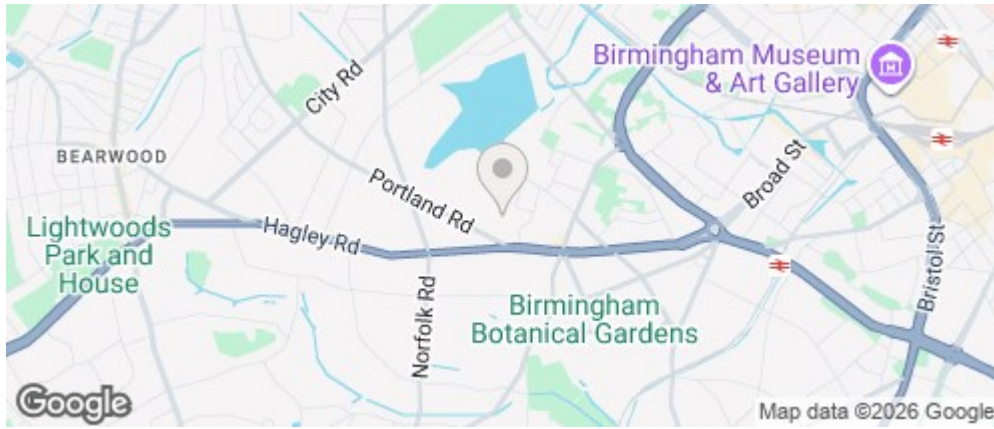 Birmingham Museum
& Art Gallery
City Rd
BEARWOOD
Broad St
Portland Rd
Lightwoods
Park and
House
Hagley Rd
Bristol St
Norfolk Rd
Birmingham
Botanical Gardens
Google
Map data ©2026 Google